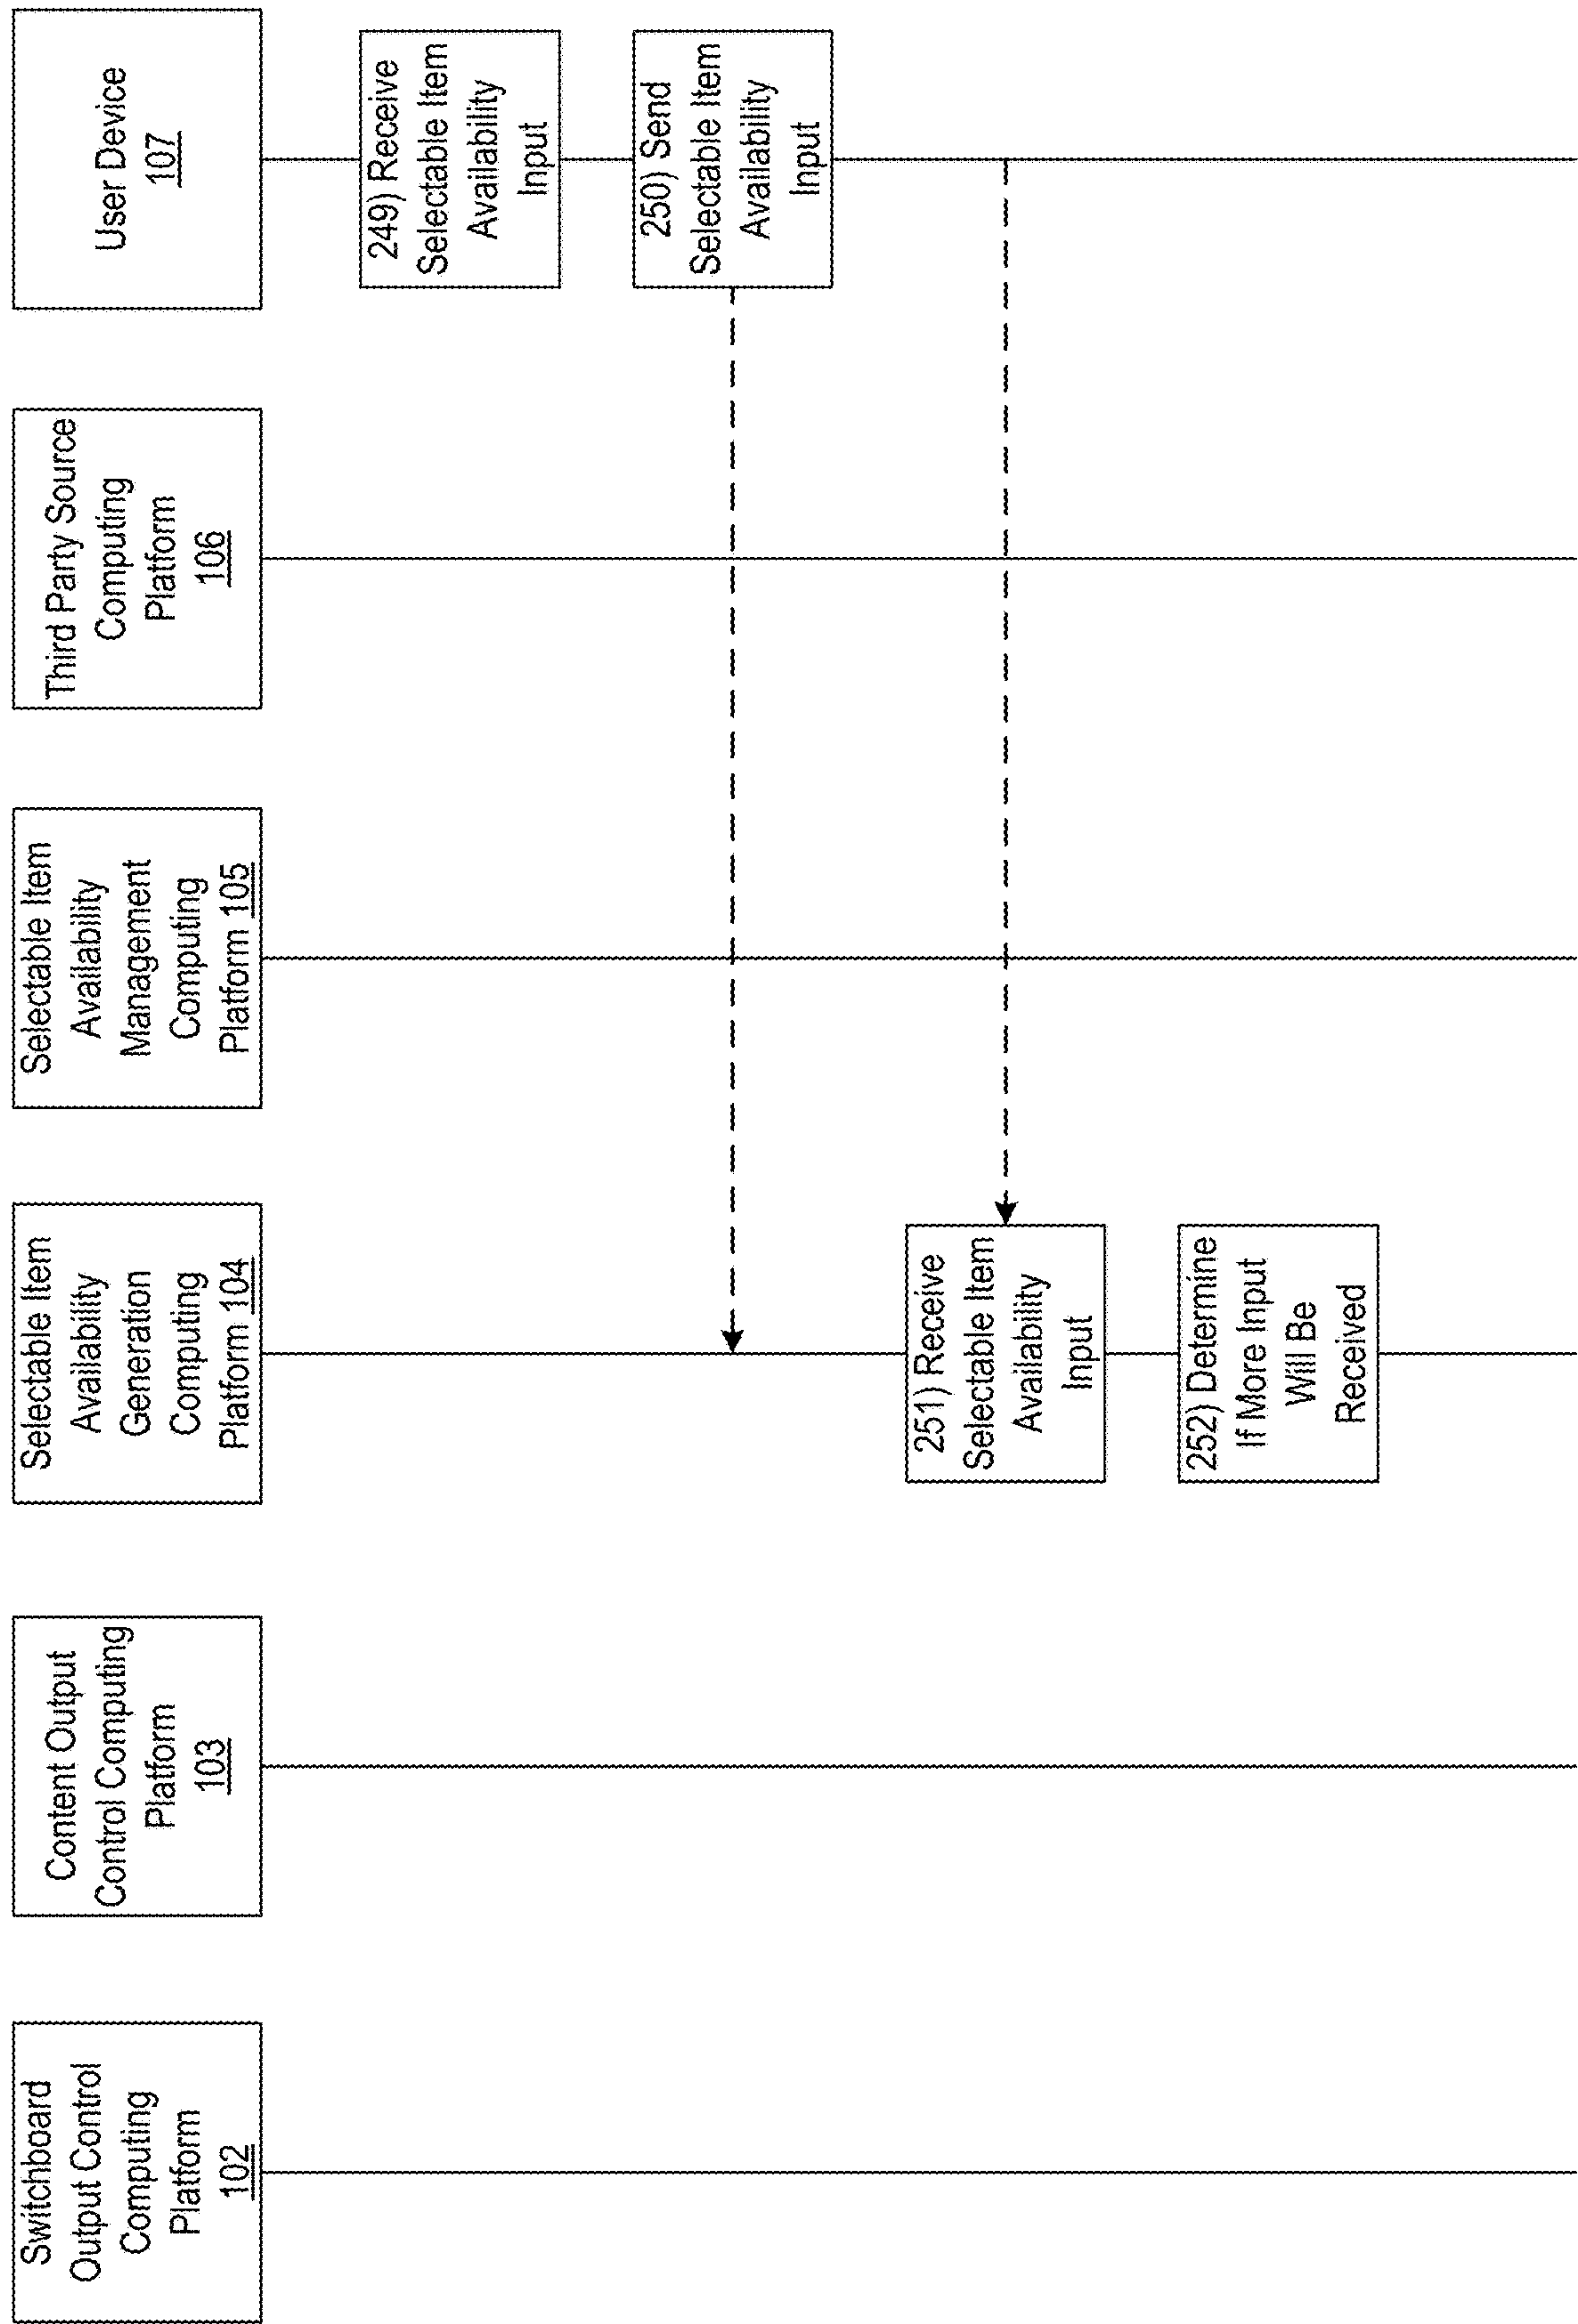 Switchboard
Output Control
Computing
Platform
102
Content Output
Control Computing
Platform
103
Selectable Item
Availability
Generation
Computing
Platform 104
Selectable Item
Availability
Management
Computing
Platform 105
Third Party Source
Computing
Platform
106
User Device
107
249) Receive
Selectable Item
Availability
Input
250) Send
Selectable Item
Availability
Input
251) Receive
Selectable Item
Availability
Input
252) Determine
If More Input
Will Be
Received